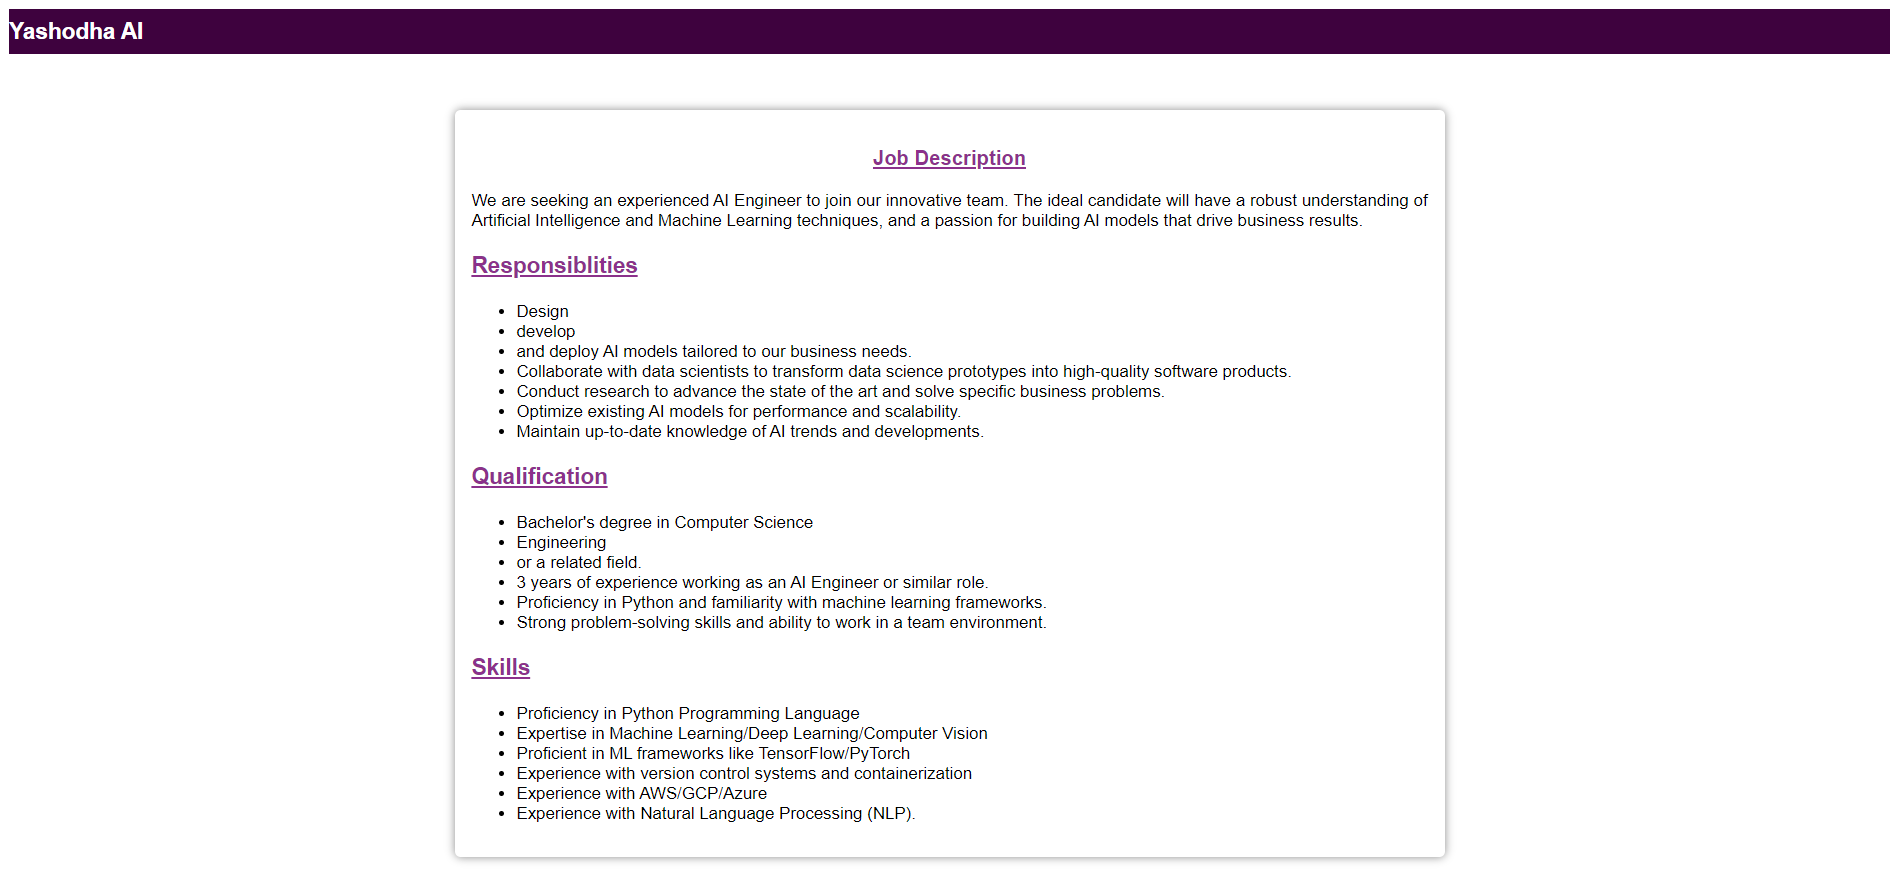 Yashodha AI
Job Description
We are seeking an experienced AI Engineer to join our innovative team. The ideal candidate will have a robust understanding of
Artificial Intelligence and Machine Learning techniques, and a passion for building AI models that drive business results.
Responsiblities
• Design
• develop
• and deploy AI models tailored to our business needs.
• Collaborate with data scientists to transform data science prototypes into high-quality software products.
• Conduct research to advance the state of the art and solve specific business problems.
• Optimize existing AI models for performance and scalability.
• Maintain up-to-date knowledge of AI trends and developments.
Qualification
• Bachelor's degree in Computer Science
• Engineering
• or a related field.
• 3 years of experience working as an AI Engineer or similar role.
• Proficiency in Python and familiarity with machine learning frameworks.
• Strong problem-solving skills and ability to work in a team environment.
Skills
• Proficiency in Python Programming Language
• Expertise in Machine Learning/Deep Learning/Computer Vision
• Proficient in ML frameworks like TensorFlow/PyTorch
• Experience with version control systems and containerization
• Experience with AWS/GCP/Azure
• Experience with Natural Language Processing (NLP).